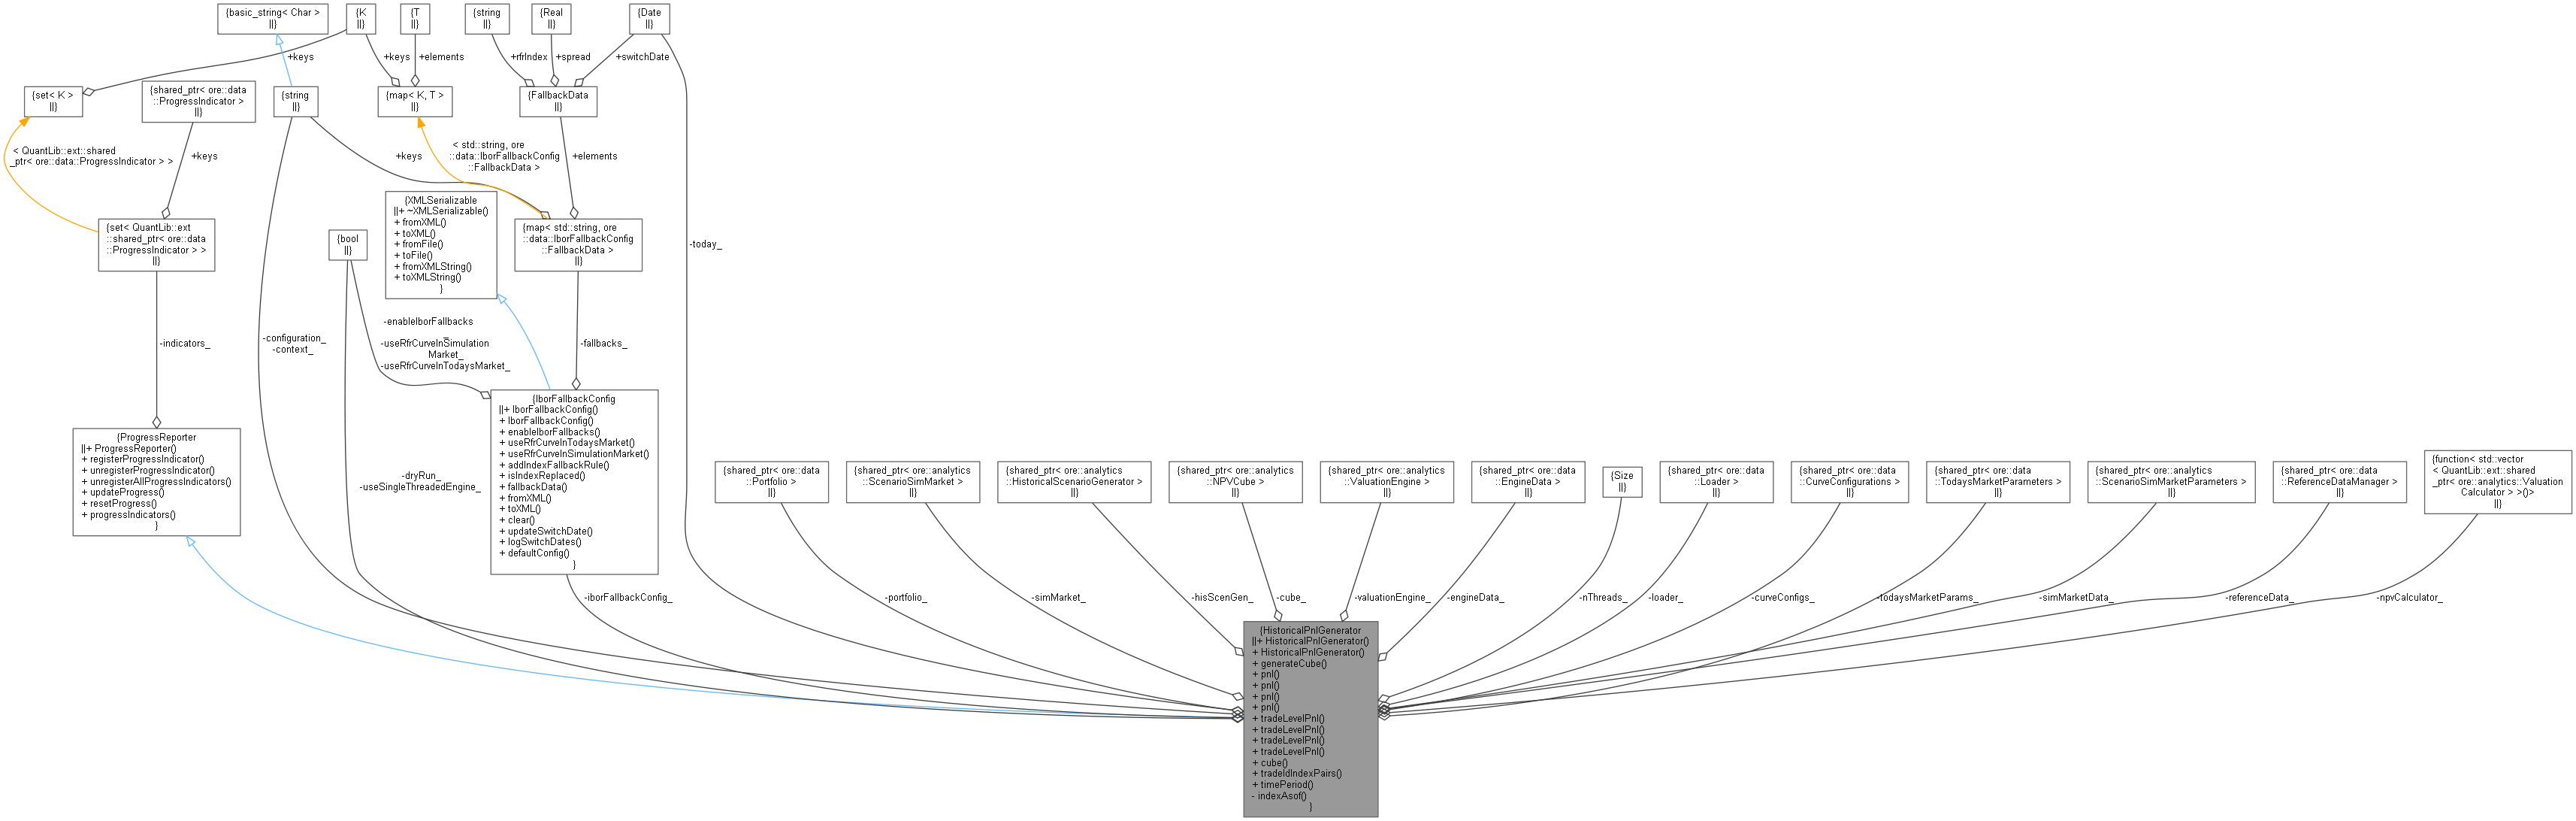 {basic_string< Char >
||}
{K
||}
{T
||}
{string
||}
{Real
||}
{Date
||}
+keys
+keys
+elements
+rfrIndex
+spread
+switchDate
{set< K >
||}
{shared_ptr< ore::data
::ProgressIndicator >
||}
{string
||}
{map< K, T >
||}
{FallbackData
||}
< QuantLib::ext::shared
_ptr< ore::data::ProgressIndicator > >
+keys
+keys
< std::string, ore
::data::IborFallbackConfig
::FallbackData >
+elements
{XMLSerializable
||+ ~XMLSerializable()
+ fromXML()
+ toXML()
+ fromFile()
+ toFile()
+ fromXMLString()
+ toXMLString()
}
{set< QuantLib::ext
::shared_ptr< ore::data
::ProgressIndicator > >
||}
{bool
||}
{map< std::string, ore
::data::IborFallbackConfig
::FallbackData >
||}
-today_
-indicators_
-configuration_
-context_
-enableIborFallbacks
_
-useRfrCurveInSimulation
Market_
-useRfrCurveInTodaysMarket_
-fallbacks_
{ProgressReporter
||+ ProgressReporter()
+ registerProgressIndicator()
+ unregisterProgressIndicator()
+ unregisterAllProgressIndicators()
+ updateProgress()
+ resetProgress()
+ progressIndicators()
}
-dryRun_
-useSingleThreadedEngine_
{IborFallbackConfig
||+ IborFallbackConfig()
+ IborFallbackConfig()
+ enableIborFallbacks()
+ useRfrCurveInTodaysMarket()
+ useRfrCurveInSimulationMarket()
+ addIndexFallbackRule()
+ isIndexReplaced()
+ fallbackData()
+ fromXML()
+ toXML()
+ clear()
+ updateSwitchDate()
+ logSwitchDates()
+ defaultConfig()
}
{shared_ptr< ore::data
::Portfolio >
||}
{shared_ptr< ore::analytics
::ScenarioSimMarket >
||}
{shared_ptr< ore::analytics
::HistoricalScenarioGenerator >
||}
{shared_ptr< ore::analytics
::NPVCube >
||}
{shared_ptr< ore::analytics
::ValuationEngine >
||}
{shared_ptr< ore::data
::EngineData >
||}
{Size
||}
{shared_ptr< ore::data
::Loader >
||}
{shared_ptr< ore::data
::CurveConfigurations >
||}
{shared_ptr< ore::data
::TodaysMarketParameters >
||}
{shared_ptr< ore::analytics
::ScenarioSimMarketParameters >
||}
{shared_ptr< ore::data
::ReferenceDataManager >
||}
{function< std::vector
< QuantLib::ext::shared
_ptr< ore::analytics::Valuation
Calculator > >()>
||}
-iborFallbackConfig_
-portfolio_
-simMarket_
-hisScenGen_
-cube_
-valuationEngine_
-engineData_
-nThreads_
-loader_
-curveConfigs_
-todaysMarketParams_
-simMarketData_
-referenceData_
-npvCalculator_
{HistoricalPnlGenerator
||+ HistoricalPnlGenerator()
+ HistoricalPnlGenerator()
+ generateCube()
+ pnl()
+ pnl()
+ pnl()
+ pnl()
+ tradeLevelPnl()
+ tradeLevelPnl()
+ tradeLevelPnl()
+ tradeLevelPnl()
+ cube()
+ tradeIdIndexPairs()
+ timePeriod()
- indexAsof()
}